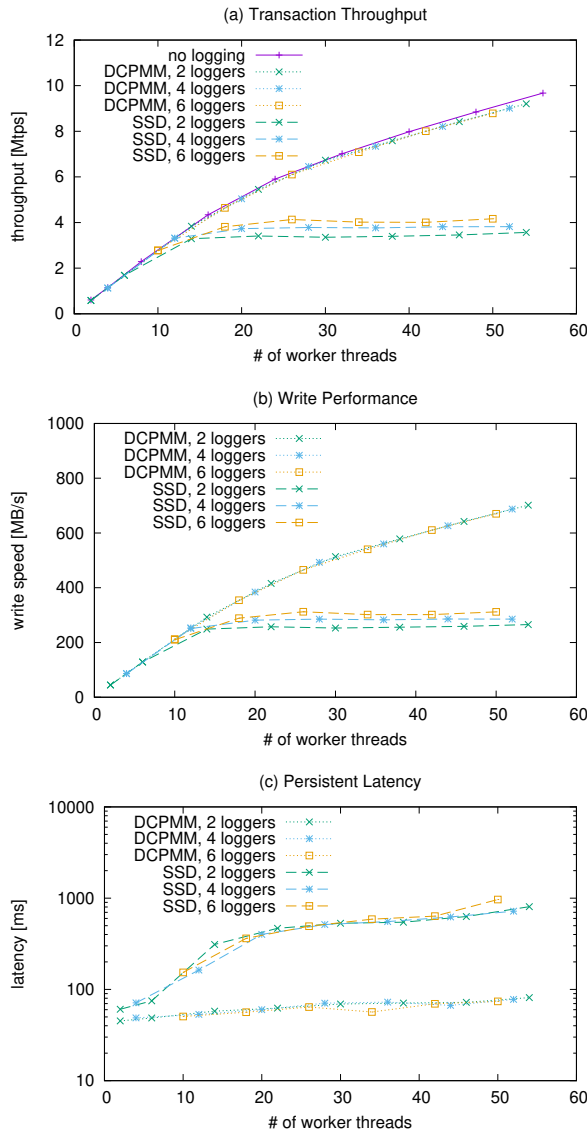 (a) Transaction Throughput
12
10
8
6
4
2
0
throughput [Mtps]
no logging
DCPMM, 2 loggers
DCPMM, 4 loggers
DCPMM, 6 loggers
SSD, 2 loggers
SSD, 4 loggers
SSD, 6 loggers
0 10 20 30 40 50 60
# of worker threads
(b) Write Performance
1000
800
600
400
200
0
write speed [MB/s]
DCPMM, 2 loggers
DCPMM, 4 loggers
DCPMM, 6 loggers
SSD, 2 loggers
SSD, 4 loggers
SSD, 6 loggers
0 10 20 30 40 50 60
# of worker threads
(c) Persistent Latency
10000
1000
100
10
latency [ms]
DCPMM, 2 loggers
DCPMM, 4 loggers
DCPMM, 6 loggers
SSD, 2 loggers
SSD, 4 loggers
SSD, 6 loggers
0 10 20 30 40 50 60
# of worker threads